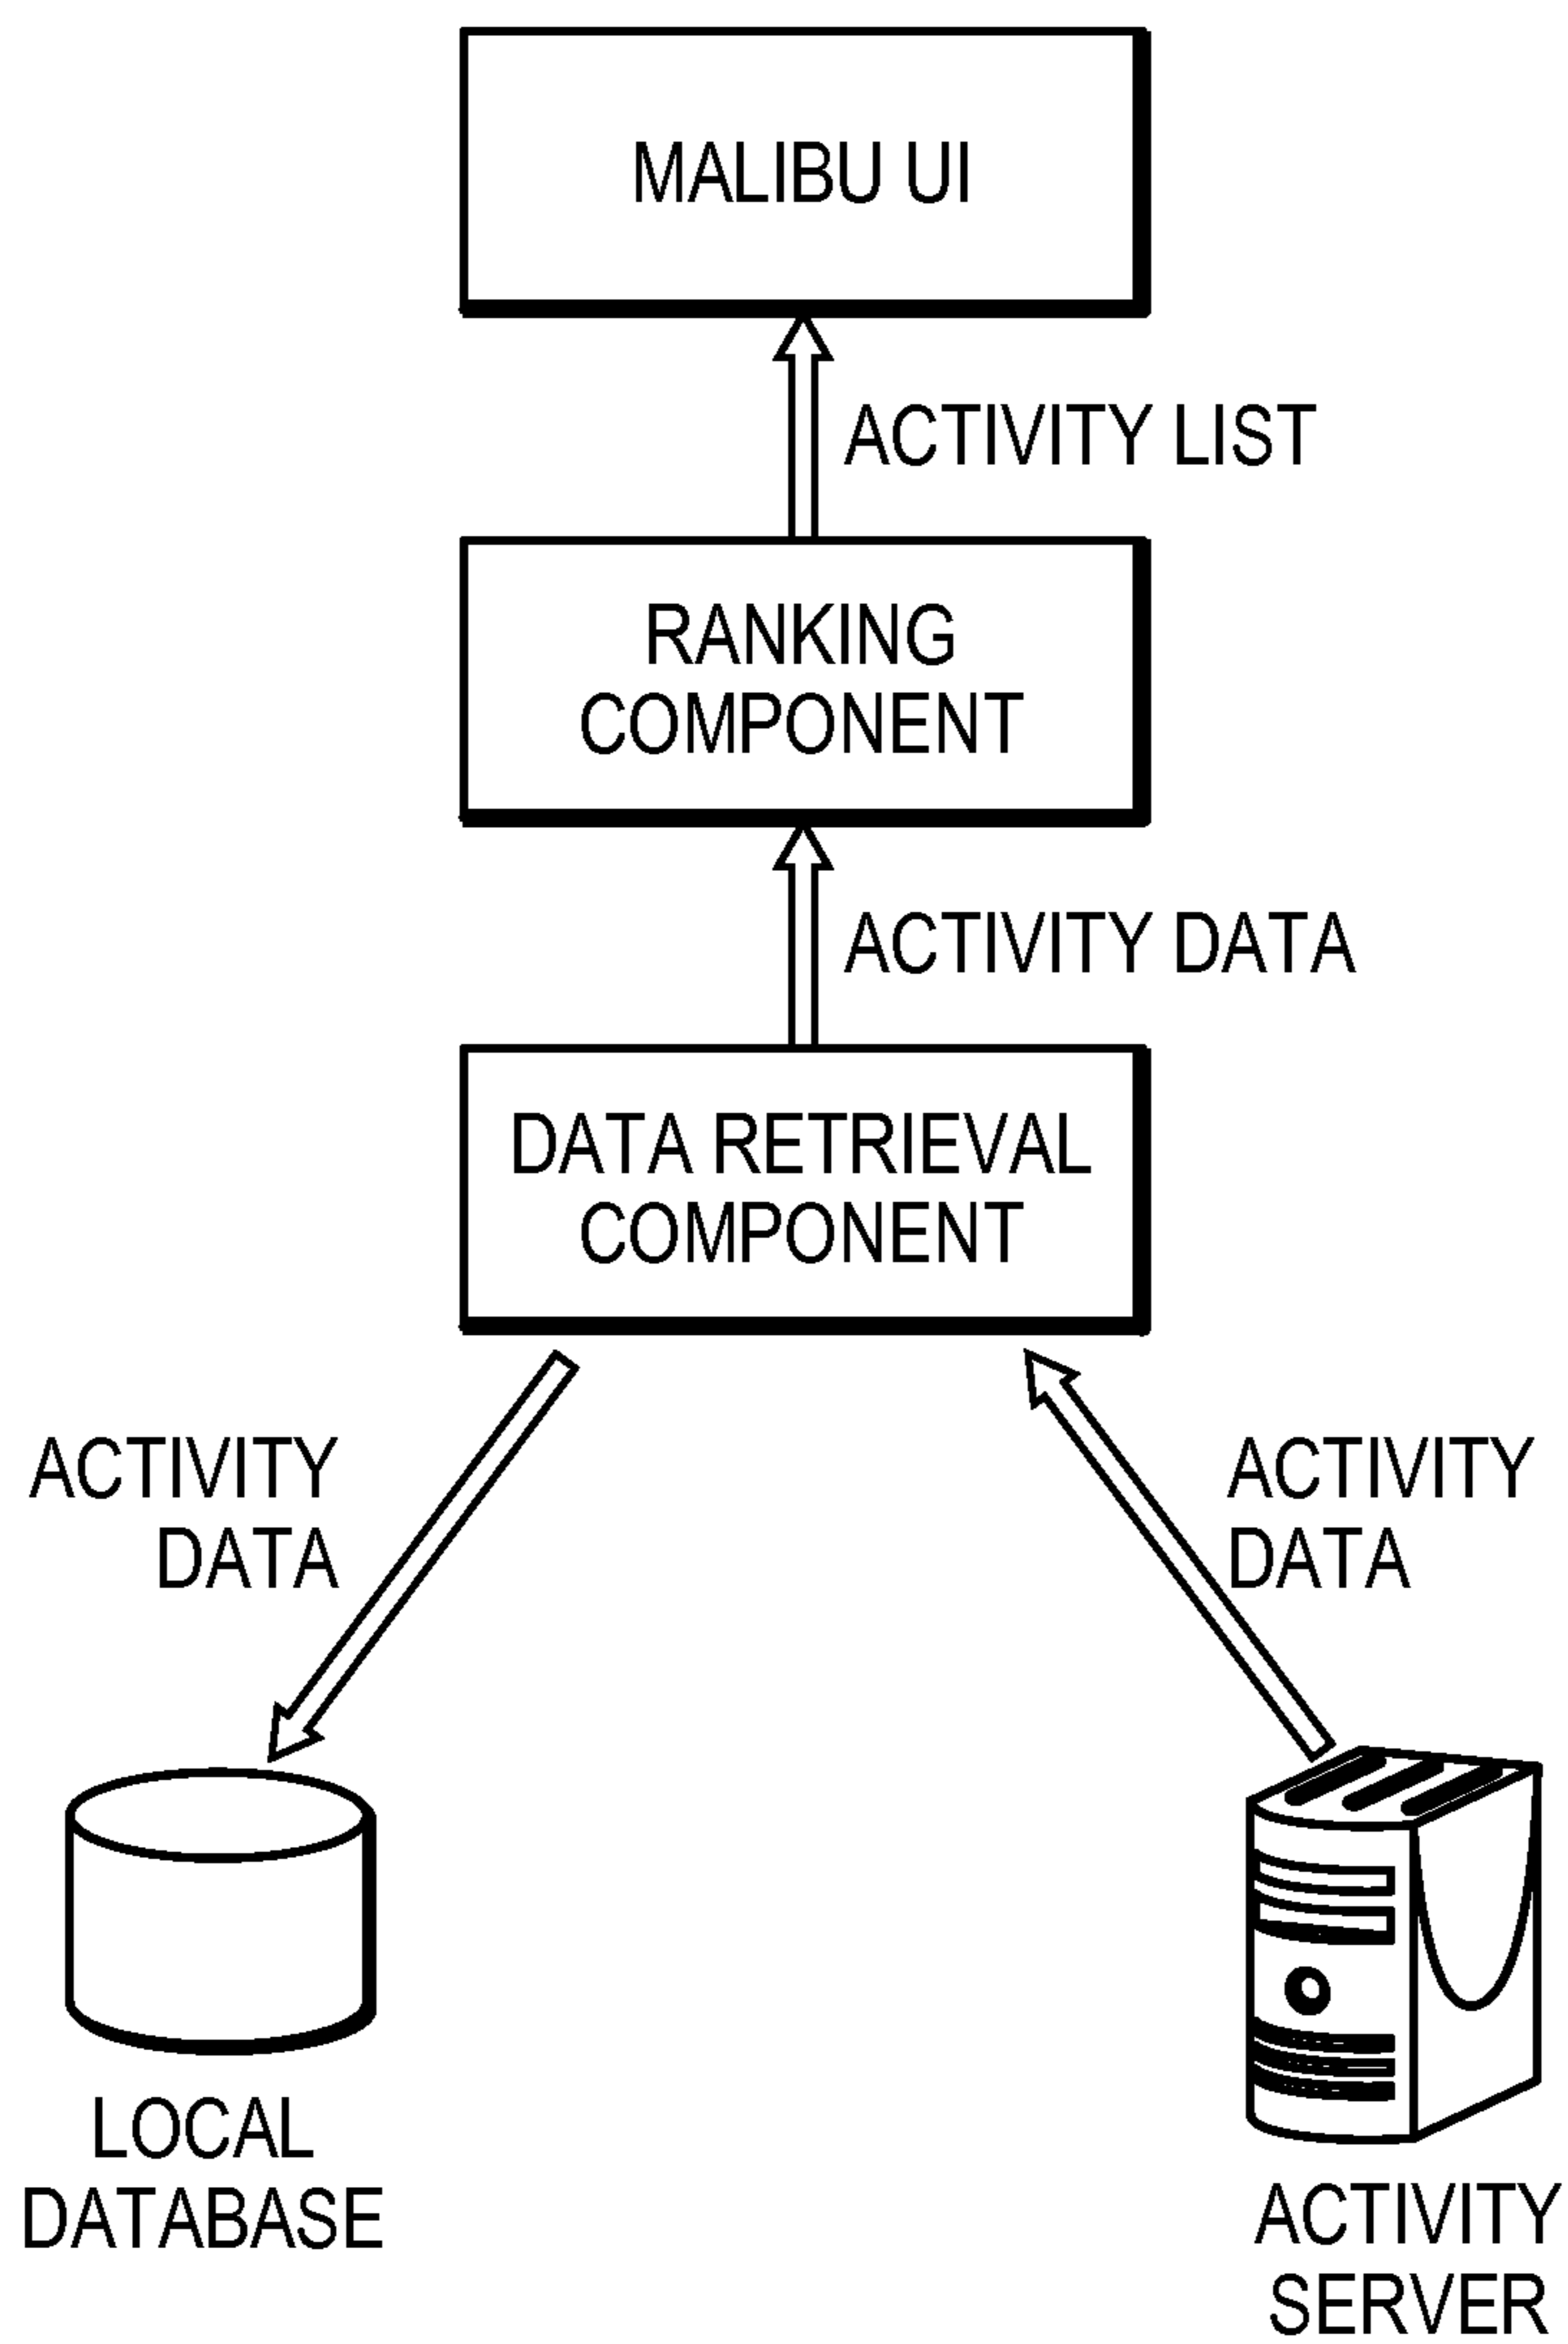 MALIBU UI
ACTIVITY LIST
RANKING
COMPONENT
ACTIVITY DATA
DATA RETRIEVAL
COMPONENT
ACTIVITY
DATA
ACTIVITY
DATA
LOCAL
DATABASE
ACTIVITY
SERVER